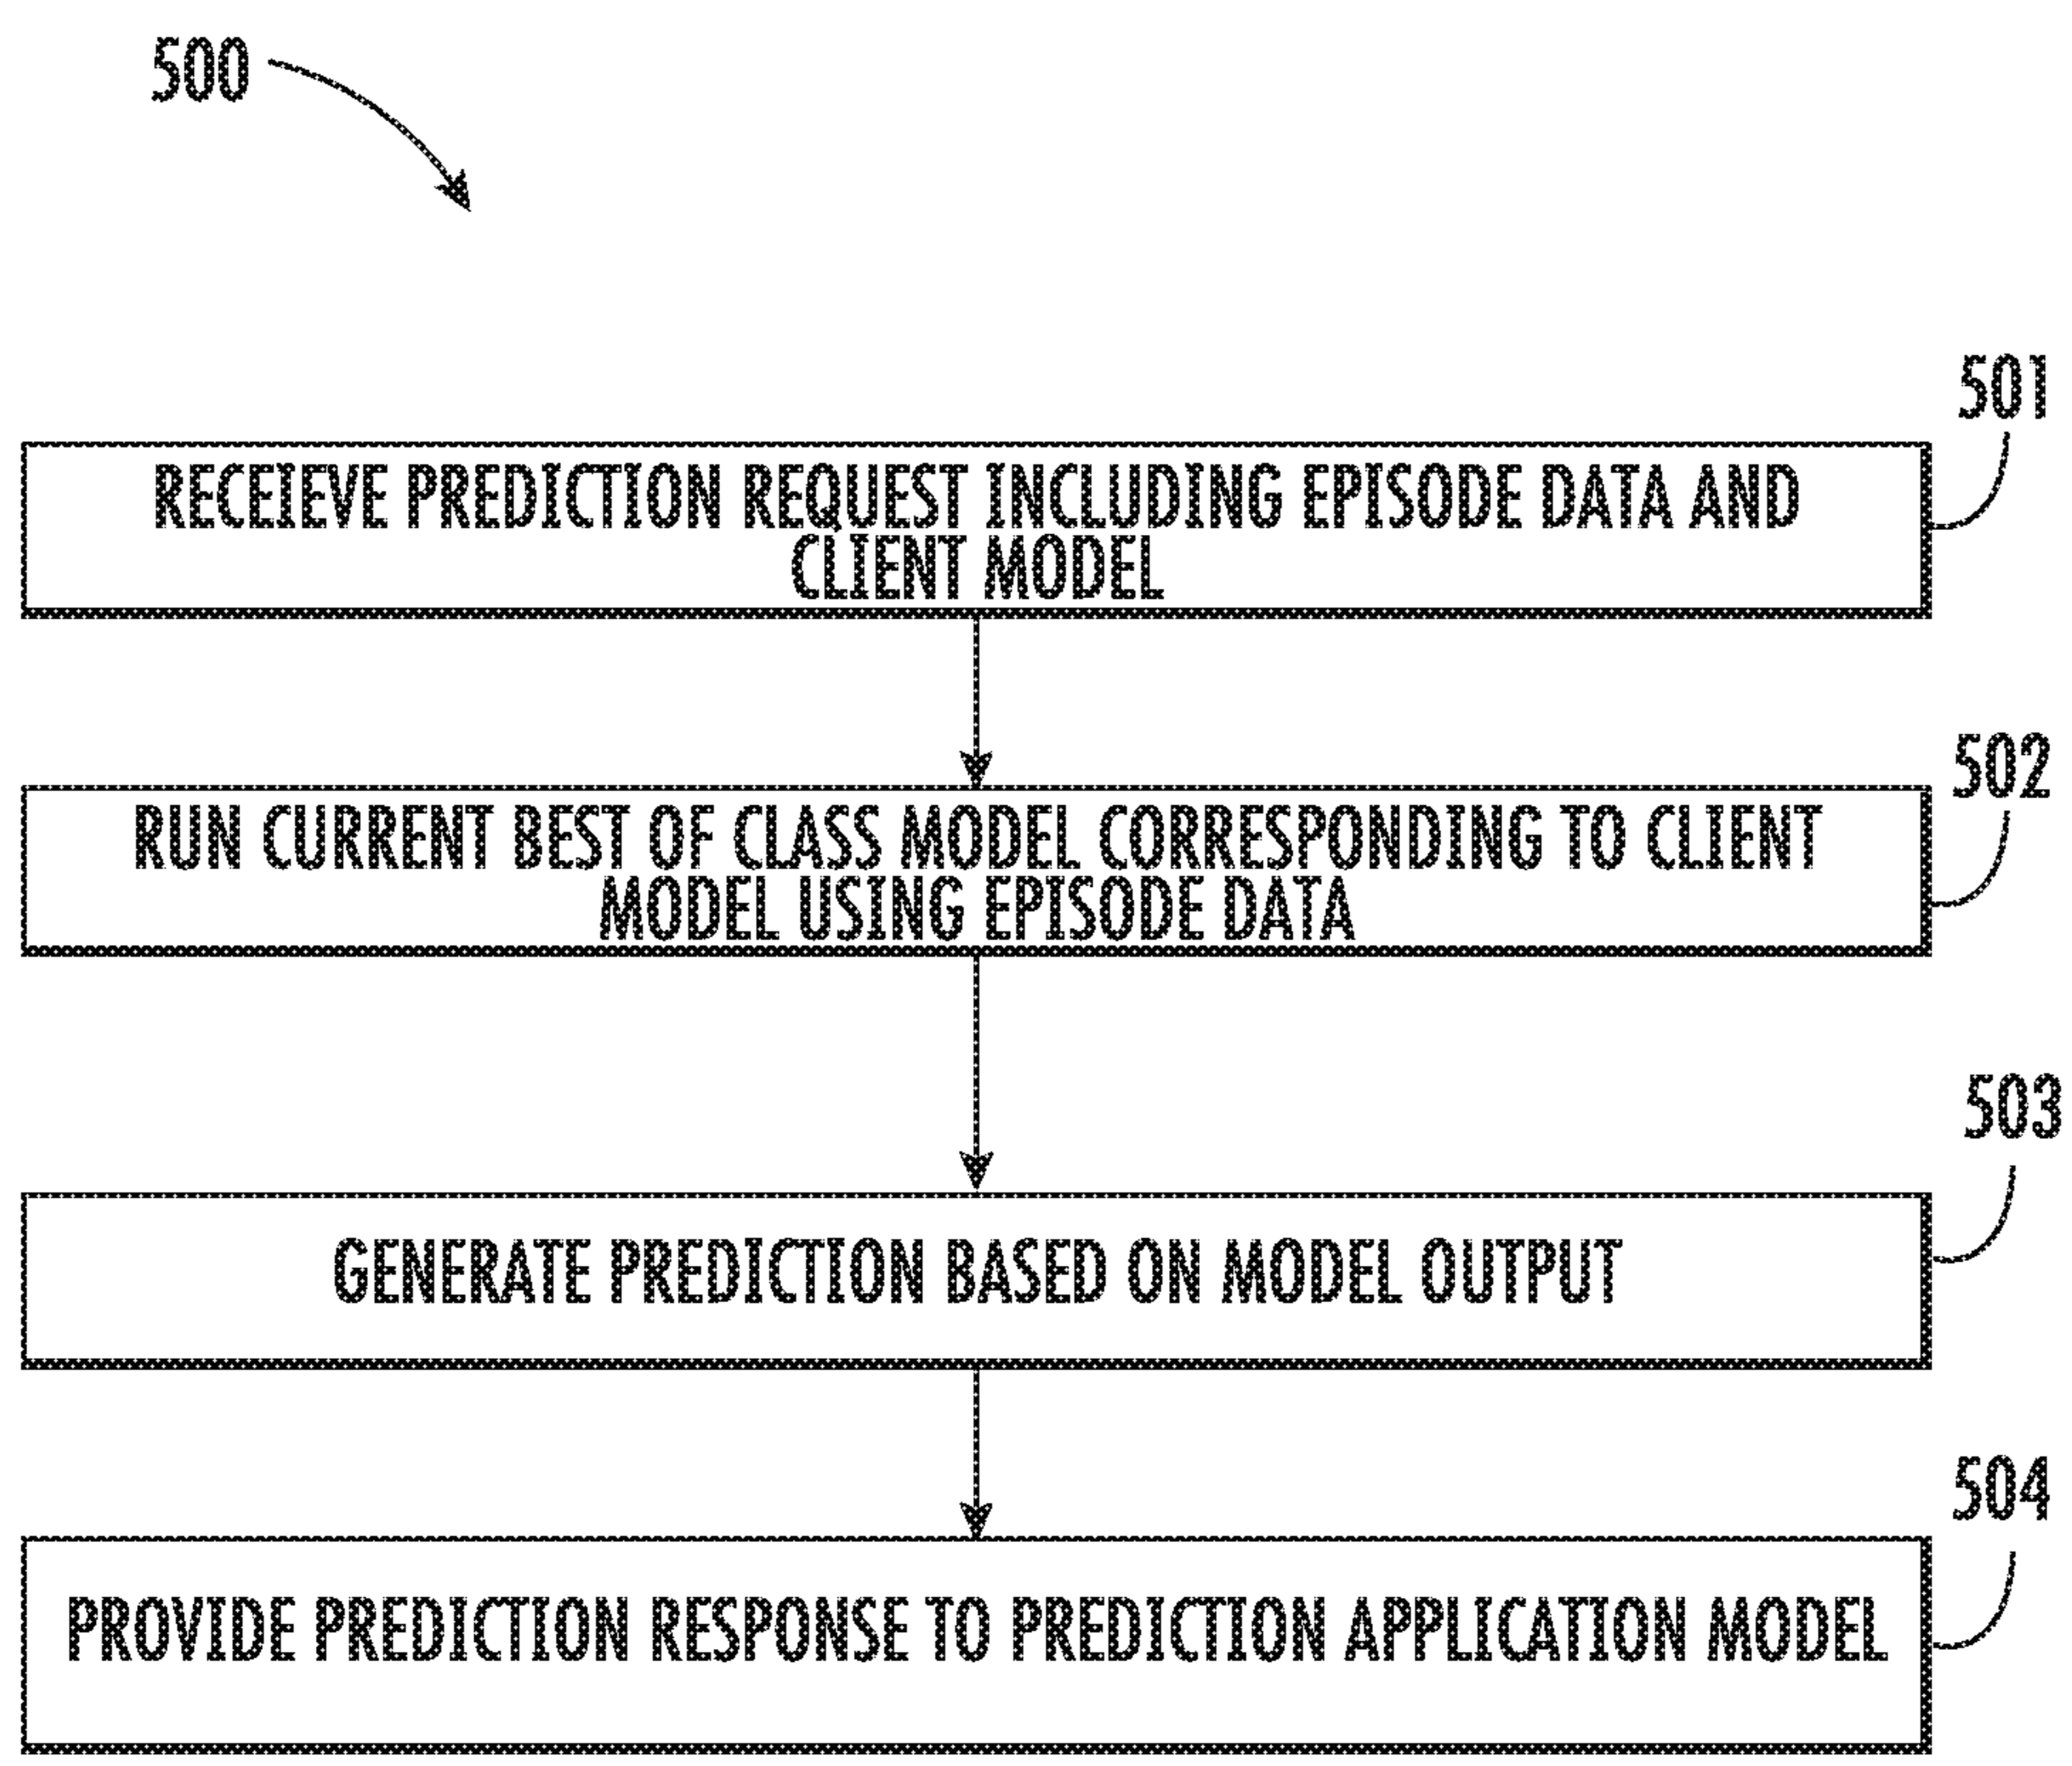 500
501
RECEIEVE PREDICTION REQUEST INCLUDING EPISODE DATA AND
CLIENT MODEL
502
RUN CURRENT BEST OF CLASS MODEL CORRESPONDING TO CLIENT
MODEL USING EPISODE DATA
503
GENERATE PREDICTION BASED ON MODEL OUTPUT
504
PROVIDE PREDICTION RESPONSE TO PREDICTION APPLICATION MODEL